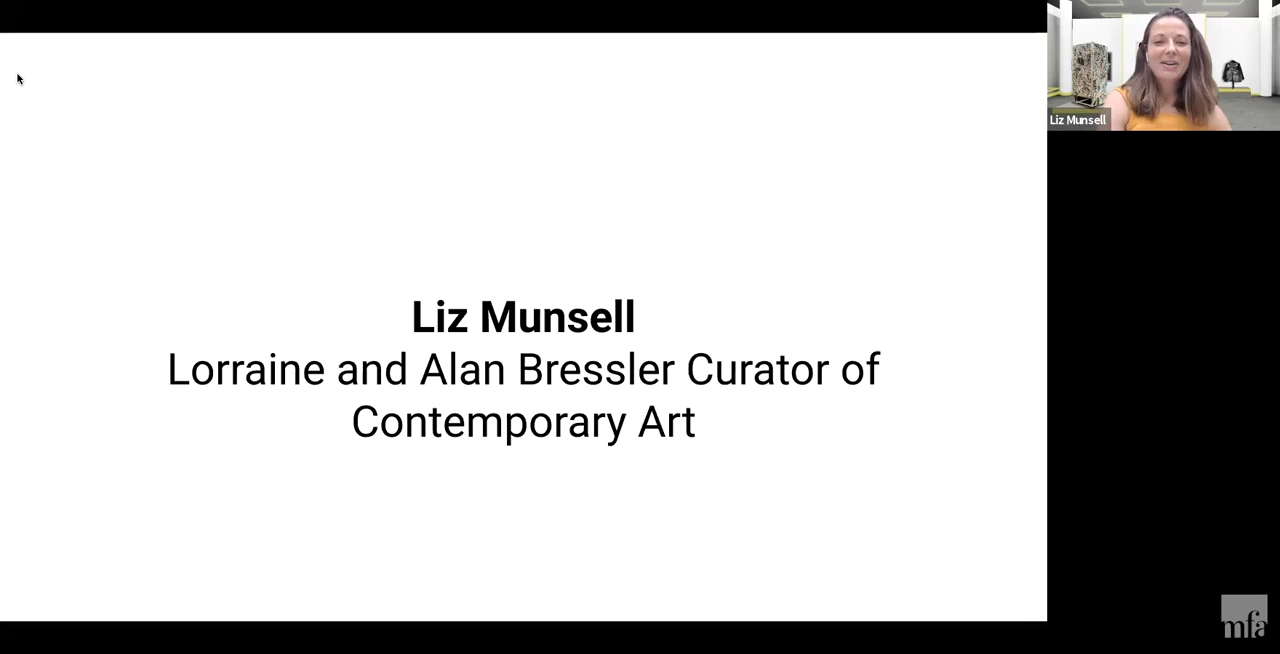 Liz Munsell
Liz Munsell
Lorraine and Alan Bressler Curator of
Contemporary Art
mfa